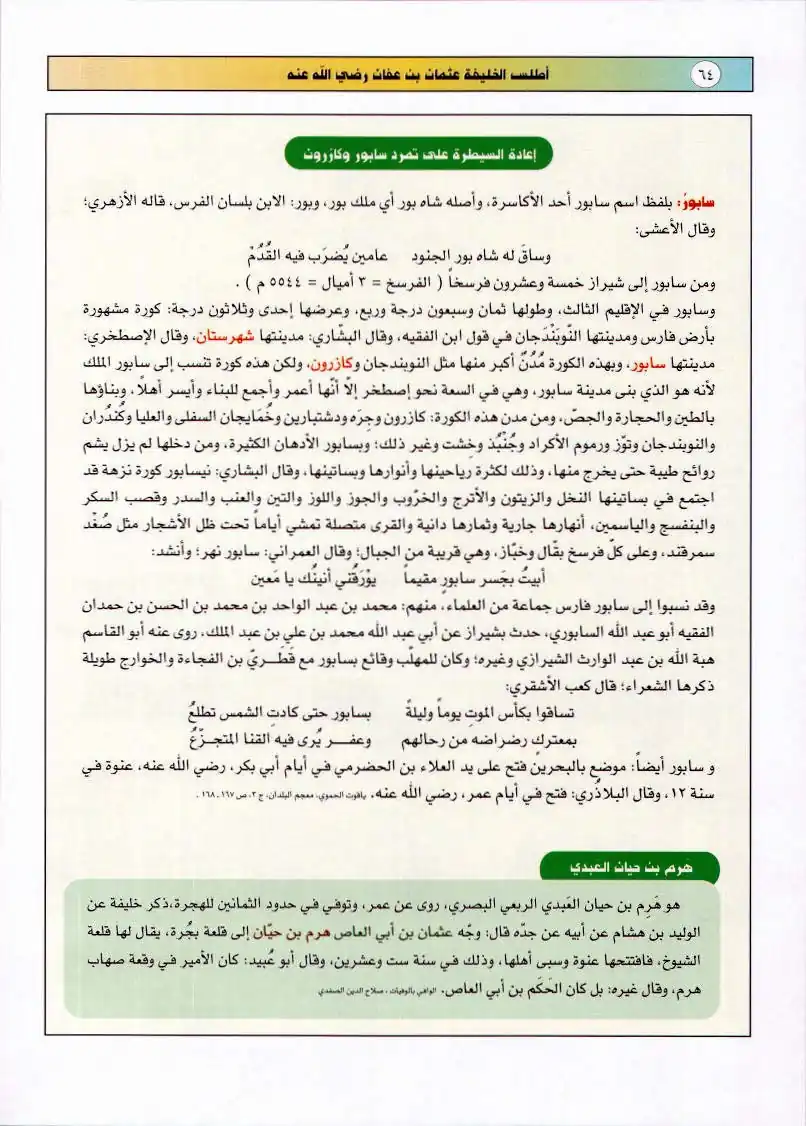 ٦٤
أطلس الخليفة عثمان بن عفان رضي الله عنه
إعادة السيطرة على تمرد سابور وكازرون
سابورُ: بلفظ اسم سابور أحد الأكاسرة، وأصله شاه بور أي ملك بور، وبور: الابن بلسان الفرس، قاله الأزهري؛
وقال الأعشى:
وساقَ له شاه بور الجنود عامين يُضرَب فيه القُدُمْ
ومن سابور إلى شيراز خمسة وعشرون فرسخاً ( الفرسخ = ٣ أميال = ٥٥٤٤ م ) .
وسابور في الإقليم الثالث، وطولها ثمان وسبعون درجة وربع، وعرضها إحدى وثلاثون درجة: كورة مشهورة
بأرض فارس ومدينتها النُّوبَنْدَجان في قول ابن الفقيه، وقال البشّاري: مدينتها شهرستان، وقال الإصطخري:
مدينتها سابور، وبهذه الكورة مُدُنٌ أكبر منها مثل النوبندجان وكازرون، ولكن هذه كورة تنسب إلى سابور الملك
لأنه هو الذي بنى مدينة سابور، وهي في السعة نحو إصطخر إلّا أنّها أعمر وأجمع للبناء وأيسر أهلاً، وبناؤها
بالطين والحجارة والجصّ، ومن مدن هذه الكورة: كازرون وجِره ودشتبارين وخُمَايجان السفلى والعليا وكُندُران
والنوبندجان وتوّز ورموم الأكراد وجُنْبُذ وخِشت وغير ذلك؛ وبسابور الأدهان الكثيرة، ومن دخلها لم يزل يشم
روائح طيبة حتى يخرج منها، وذلك لكثرة رياحينها وأنوارها وبساتينها، وقال البشاري: نيسابور كورة نزهة قد
اجتمع في بساتينها النخل والزيتون والأترج والخرّوب والجوز واللوز والتين والعنب والسدر وقصب السكر
والبنفسج والياسمين، أنهارها جارية وثمارها دانية والقرى متصلة تمشي أياماً تحت ظل الأشجار مثل صُغْد
سمرقند، وعلى كلّ فرسخ بقّال وخبّاز، وهي قريبة من الجبال؛ وقال العمراني: سابور نهر؛ وأنشد:
أبيتُ بجَسر سابورٍ مقيماً يؤرقُني أنينُك يا مَعين
وقد نسبوا إلى سابور فارس جماعة من العلماء، منهم: محمد بن عبد الواحد بن محمد بن الحسن بن حمدان
الفقيه أبو عبد الله السابوري، حدث بشيراز عن أبي عبد الله محمد بن علي بن عبد الملك، روى عنه أبو القاسم
هبة الله بن عبد الوارث الشيرازي وغيره؛ وكان للمهلّب وقائع بسابور مع قَطَـــريّ بن الفجاءة والخوارج طويلة
ذكرها الشعراء؛ قال كعب الأشقري:
تساقوا بكأس الموتِ يوماً وليلةً بسابور حتى كادتِ الشمس تطلعُ
بمعتركٍ رضراضه من رحالهم وعفـــر يُرى فيه القنا المتجـزّعُ
و سابور أيضاً: موضع بالبحرين فتح على يد العلاء بن الحضرمي في أيام أبي بكر، رضي الله عنه، عنوة في
سنة ١٢، وقال البلاذُري: فتح في أيام عمر، رضي الله عنه. ياقوت الحموي، معجم البلدان، ج ٣، ص ١٦٧ـ ١٦٨ .
هَرم بن حيان العبدي
هو هَرِم بن حيان العَبدي الربعي البصري، روى عن عمر، وتوفي في حدود الثمانين للهجرة،ذكر خليفة عن
الوليد بن هشام عن أبيه عن جدّه قال: وجّه عثمان بن أبي العاص هرم بن حيّان إلى قلعة بجُرة، يقال لها قلعة
الشيوخ، فافتتحها عنوة وسبى أهلها، وذلك في سنة ست وعشرين، وقال أبو عُبيد: كان الأمير في وقعة صهاب
هرم، وقال غيره: بل كان الحَكَم بن أبي العاص. الوافي بالوفيات ، صلاح الدين الصفدي